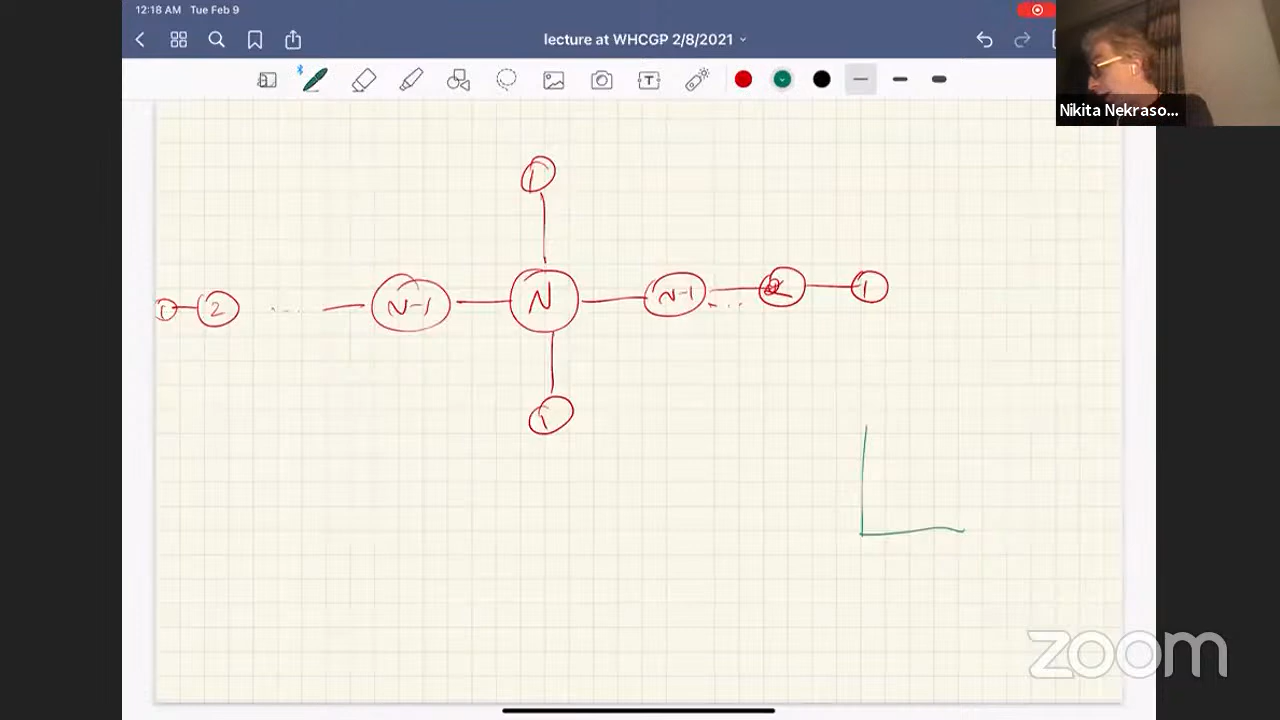 12:18 AM Tue Feb 9
lecture at WHCGP 2/8/2021
Nikita Nekraso...
1
1 2 ... N-1 N N-1 ... 2 1
1
zoom